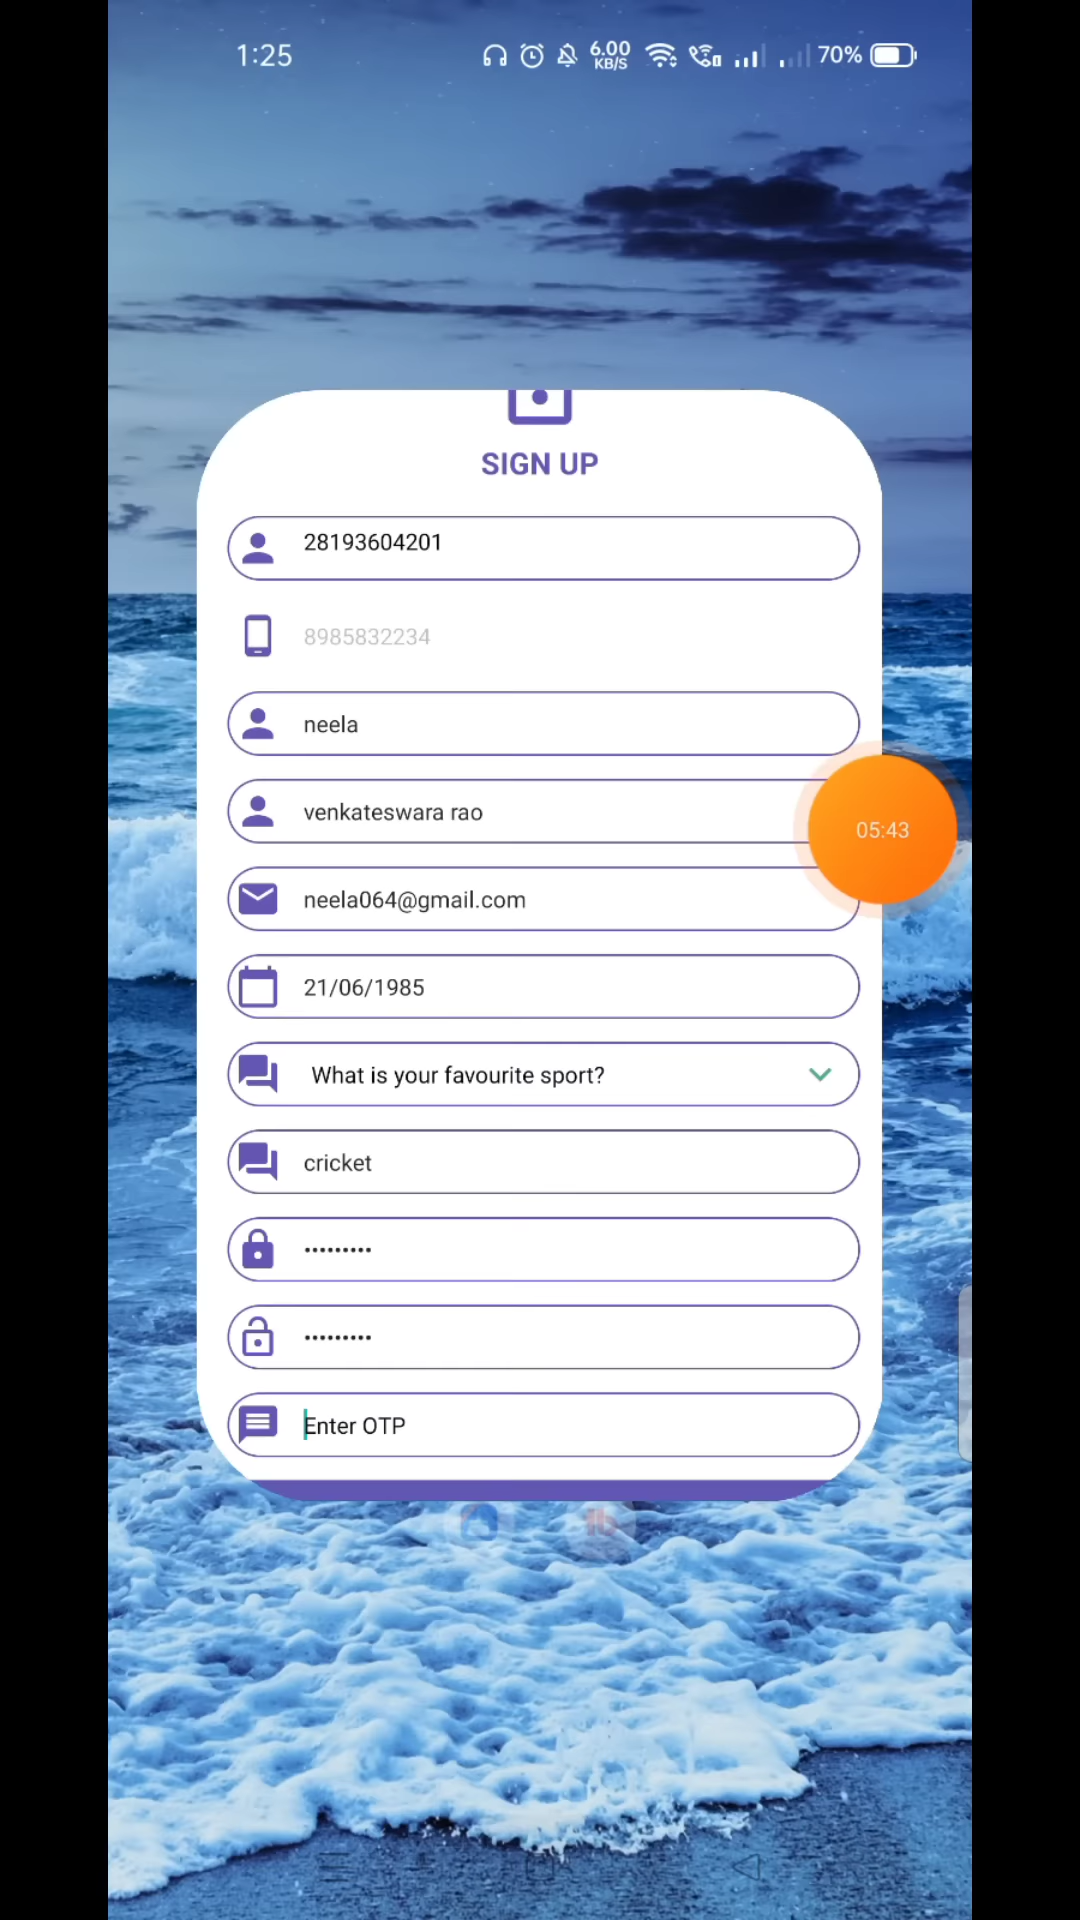 1:25
6.00
KB/S
70%
SIGN UP
28193604201
8985832234
neela
venkateswara rao
05:43
neela064@gmail.com
21/06/1985
What is your favourite sport?
cricket
•••••••••
•••••••••
Enter OTP